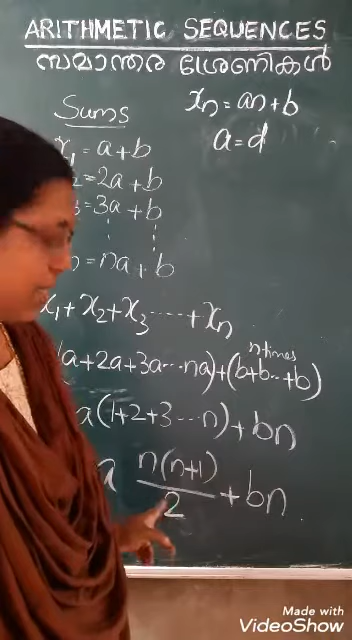 ARITHMETIC SEQUENCES
സമാന്തര ശ്രേണികൾ
Sums
xₙ = an + b
a = d
x₁ = a + b
2 = 2a + b
3 = 3a + b
= na + b
x₁ + x₂ + x₃ ..... + xₙ
n times
(a + 2a + 3a ... na) + (b + b ... + b)
a(1 + 2 + 3 ... n) + bn
a n(n+1)/2 + bn
Made with
VideoShow